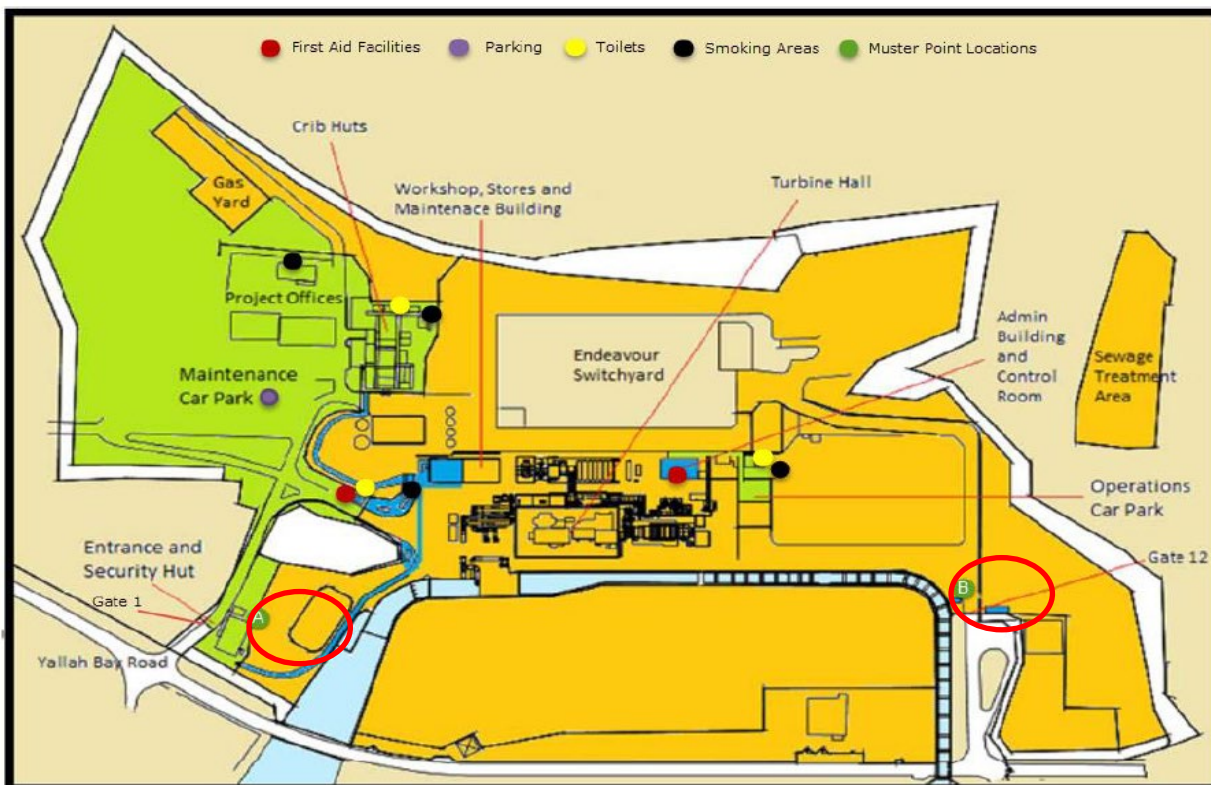 First Aid Facilities
Parking
Toilets
Smoking Areas
Muster Point Locations
Crib Huts
Gas
Yard
Workshop, Stores and
Maintenace Building
Turbine Hall
Project Offices
Endeavour
Switchyard
Admin
Building
and
Control
Room
Sewage
Treatment
Area
Maintenance
Car Park
Operations
Car Park
Entrance and
Security Hut
Gate 12
Gate 1
A
B
Yallah Bay Road